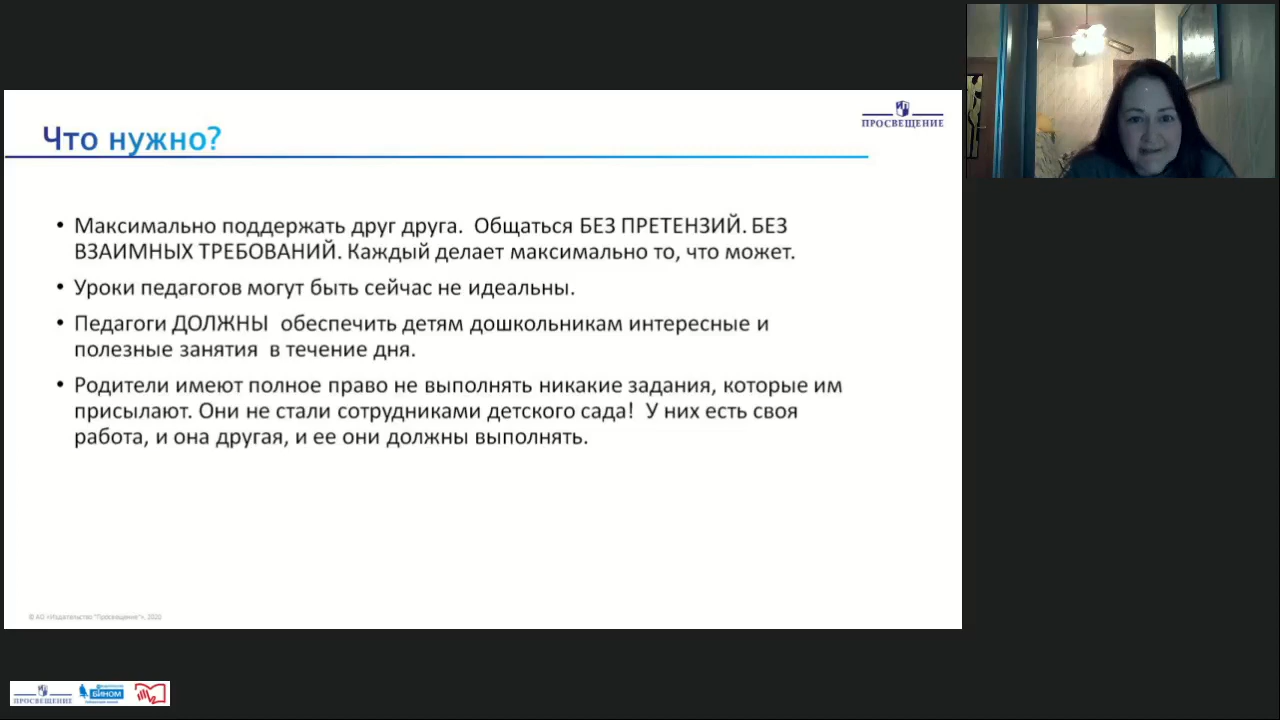 Что нужно?
ПРОСВЕЩЕНИЕ
• Максимально поддержать друг друга.  Общаться БЕЗ ПРЕТЕНЗИЙ. БЕЗ
ВЗАИМНЫХ ТРЕБОВАНИЙ. Каждый делает максимально то, что может.
• Уроки педагогов могут быть сейчас не идеальны.
• Педагоги ДОЛЖНЫ  обеспечить детям дошкольникам интересные и
полезные занятия  в течение дня.
• Родители имеют полное право не выполнять никакие задания, которые им
присылают. Они не стали сотрудниками детского сада!  У них есть своя
работа, и она другая, и ее они должны выполнять.
© АО «Издательство "Просвещение"», 2020
ПРОСВЕЩЕНИЕ
БИНОМ